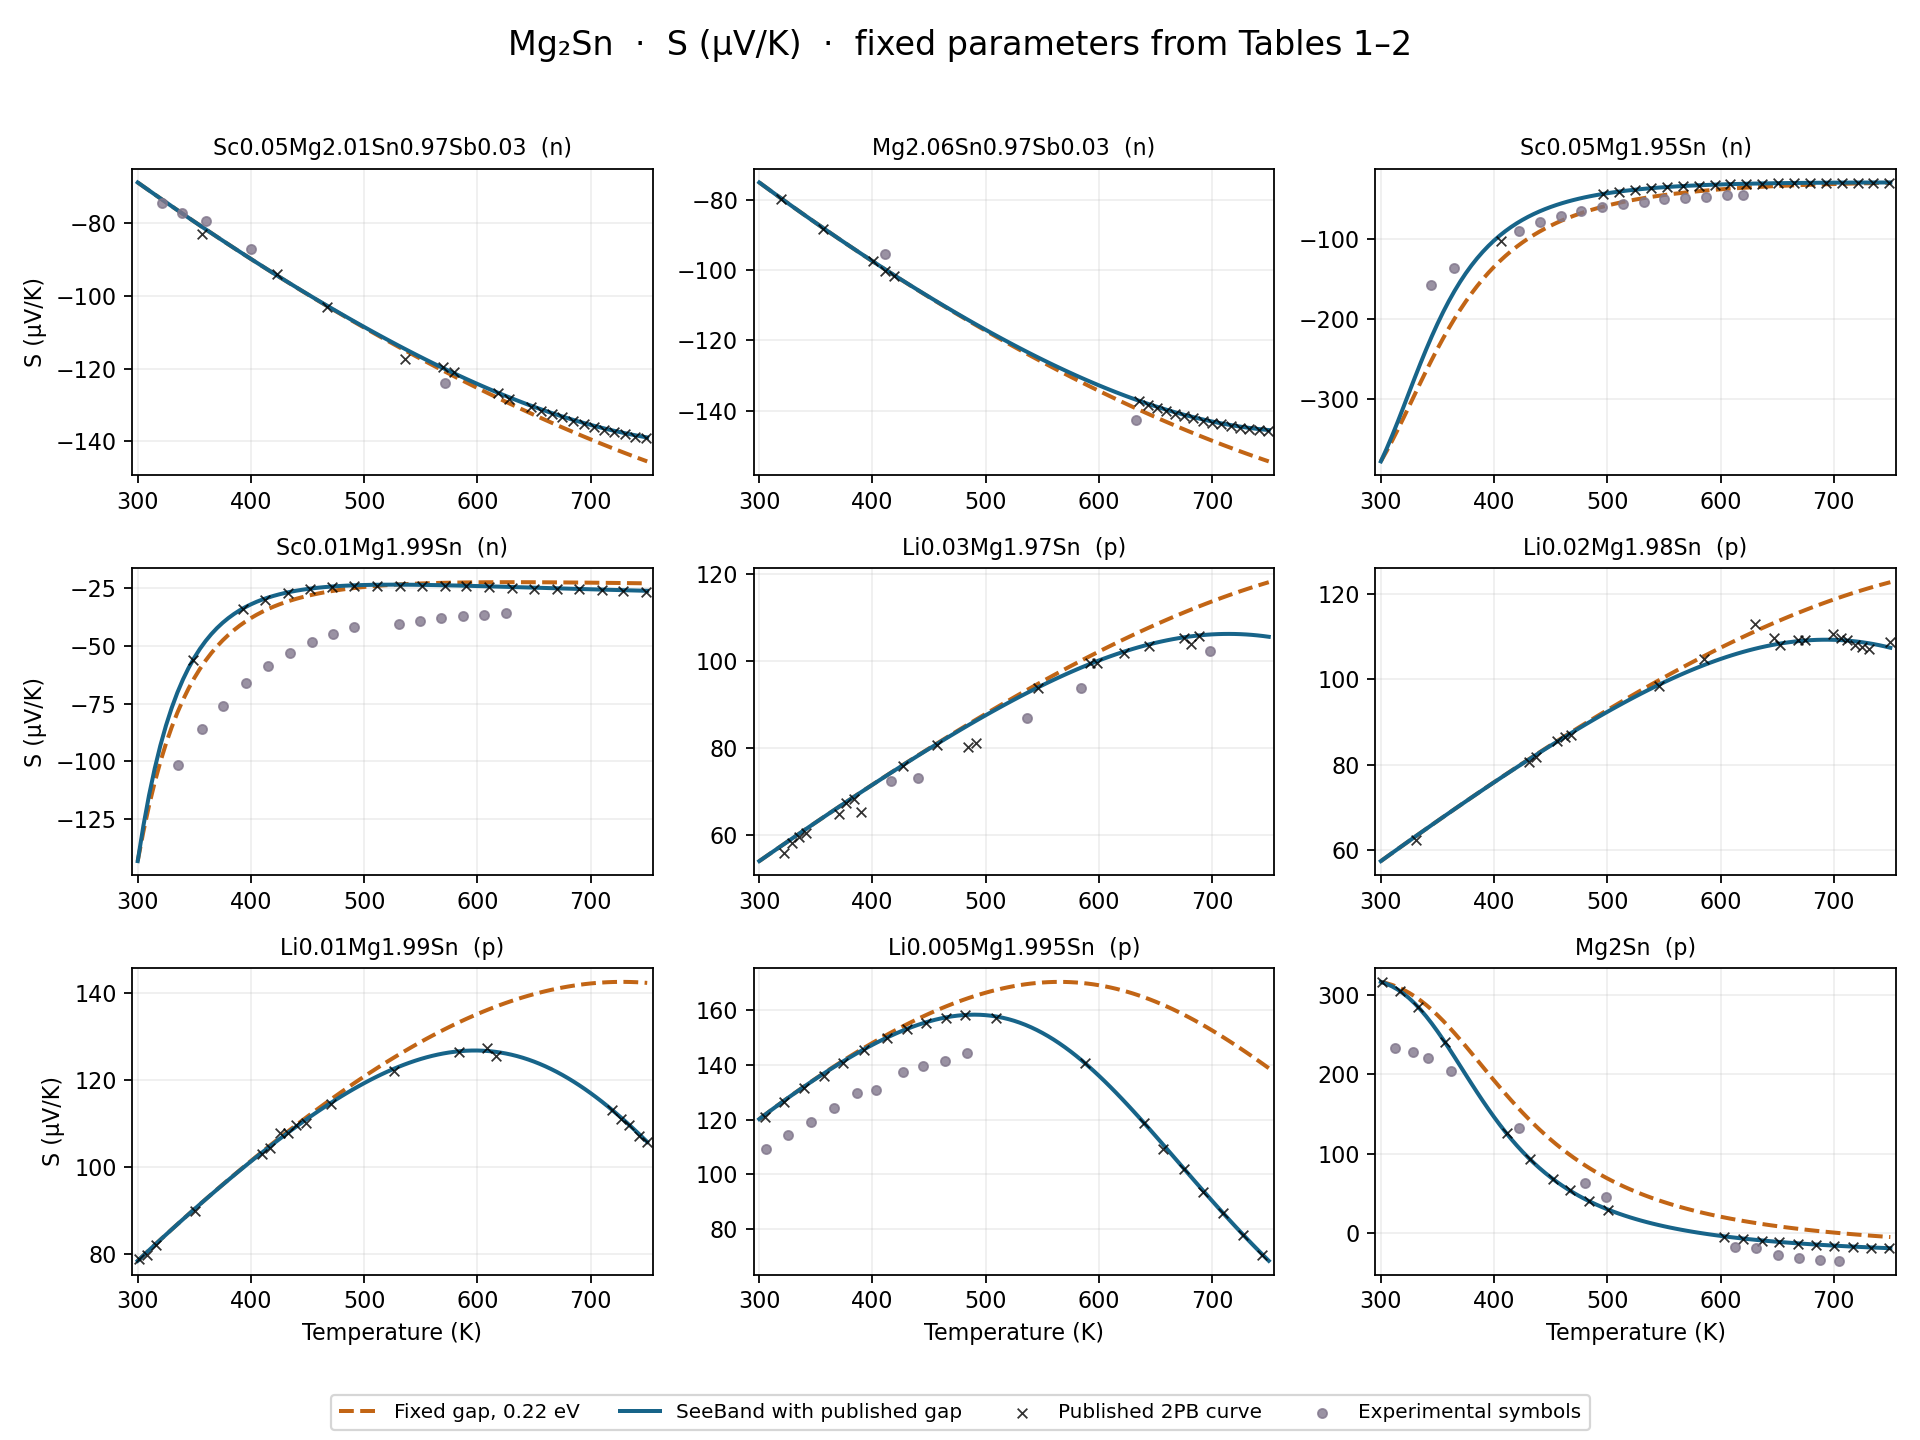 Mg₂Sn · S (µV/K) · fixed parameters from Tables 1–2
Sc0.05Mg2.01Sn0.97Sb0.03 (n)
Mg2.06Sn0.97Sb0.03 (n)
Sc0.05Mg1.95Sn (n)
S (µV/K)
−80
−100
−120
−140
300 400 500 600 700
−80
−100
−120
−140
300 400 500 600 700
−100
−200
−300
300 400 500 600 700
Sc0.01Mg1.99Sn (n)
Li0.03Mg1.97Sn (p)
Li0.02Mg1.98Sn (p)
S (µV/K)
−25
−50
−75
−100
−125
300 400 500 600 700
120
100
80
60
300 400 500 600 700
120
100
80
60
300 400 500 600 700
Li0.01Mg1.99Sn (p)
Li0.005Mg1.995Sn (p)
Mg2Sn (p)
S (µV/K)
140
120
100
80
300 400 500 600 700
Temperature (K)
160
140
120
100
80
300 400 500 600 700
Temperature (K)
300
200
100
0
300 400 500 600 700
Temperature (K)
Fixed gap, 0.22 eV
SeeBand with published gap
Published 2PB curve
Experimental symbols